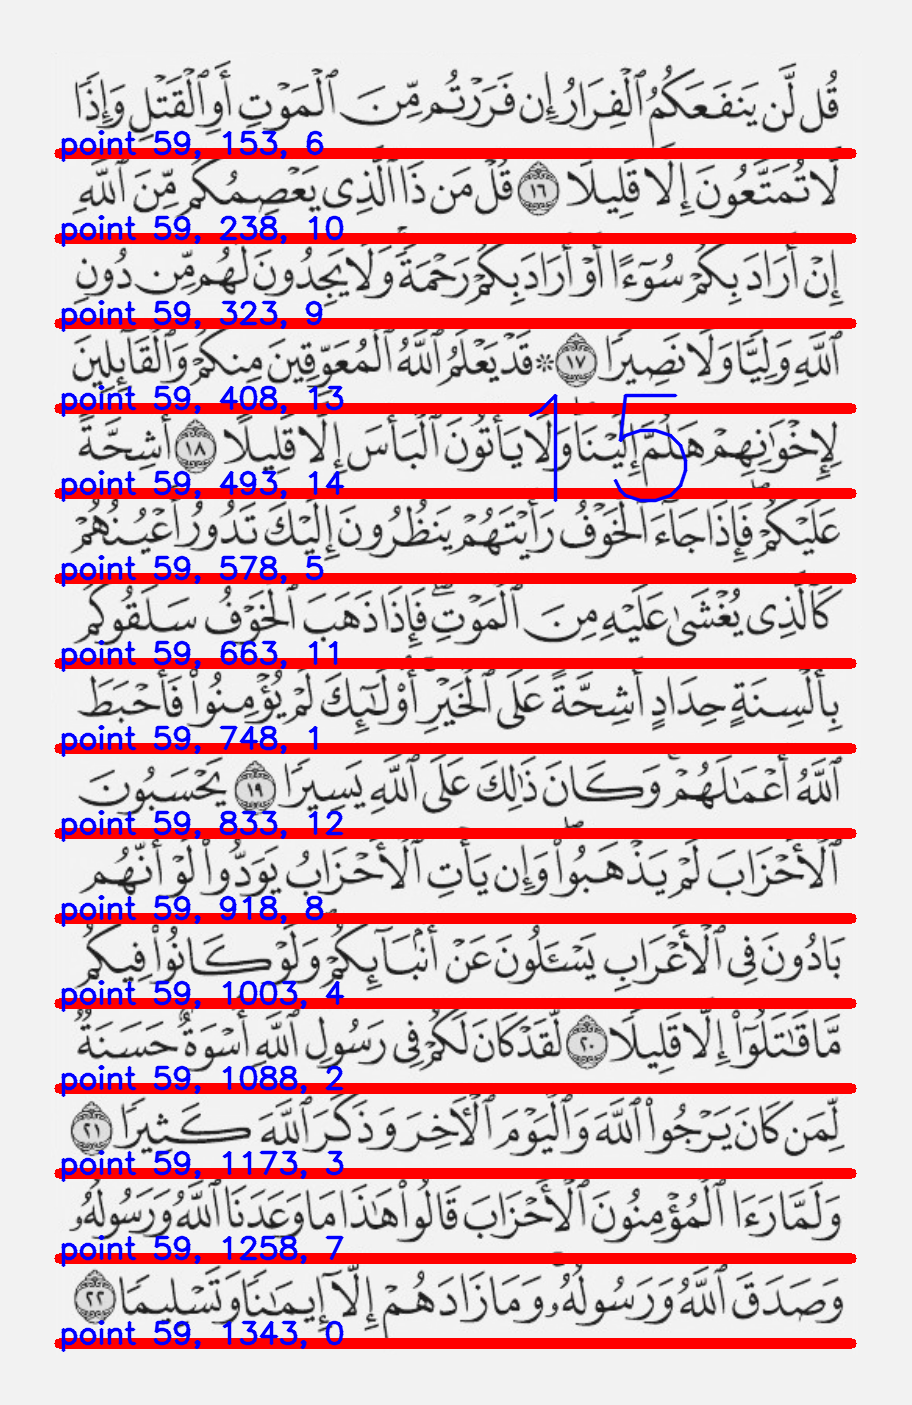 قُل لَّن يَنفَعَكُمُ ٱلْفِرَارُ إِن فَرَرْتُم مِّنَ ٱلْمَوْتِ أَوِ ٱلْقَتْلِ وَإِذًا
point 59, 153, 6
لَّا تُمَتَّعُونَ إِلَّا قَلِيلًا ١٦ قُلْ مَن ذَا ٱلَّذِى يَعْصِمُكُم مِّنَ ٱللَّهِ
point 59, 238, 10
إِنْ أَرَادَ بِكُمْ سُوٓءًا أَوْ أَرَادَ بِكُمْ رَحْمَةً وَلَا يَجِدُونَ لَهُم مِّن دُونِ
point 59, 323, 9
ٱللَّهِ وَلِيًّا وَلَا نَصِيرًا ١٧ ۞ قَدْ يَعْلَمُ ٱللَّهُ ٱلْمُعَوِّقِينَ مِنكُمْ وَٱلْقَآئِلِينَ
point 59, 408, 13
15
لِإِخْوَٰنِهِمْ هَلُمَّ إِلَيْنَا وَلَا يَأْتُونَ ٱلْبَأْسَ إِلَّا قَلِيلًا ١٨ أَشِحَّةً
point 59, 493, 14
عَلَيْكُمْ فَإِذَا جَآءَ ٱلْخَوْفُ رَأَيْتَهُمْ يَنظُرُونَ إِلَيْكَ تَدُورُ أَعْيُنُهُمْ
point 59, 578, 5
كَٱلَّذِى يُغْشَىٰ عَلَيْهِ مِنَ ٱلْمَوْتِ فَإِذَا ذَهَبَ ٱلْخَوْفُ سَلَقُوكُم
point 59, 663, 11
بِأَلْسِنَةٍ حِدَادٍ أَشِحَّةً عَلَى ٱلْخَيْرِ أُو۟لَٰٓئِكَ لَمْ يُؤْمِنُوا۟ فَأَحْبَطَ
point 59, 748, 1
ٱللَّهُ أَعْمَٰلَهُمْ وَكَانَ ذَٰلِكَ عَلَى ٱللَّهِ يَسِيرًا ١٩ يَحْسَبُونَ
point 59, 833, 12
ٱلْأَحْزَابَ لَمْ يَذْهَبُوا۟ وَإِن يَأْتِ ٱلْأَحْزَابُ يَوَدُّوا۟ لَوْ أَنَّهُم
point 59, 918, 8
بَادُونَ فِى ٱلْأَعْرَابِ يَسْـَٔلُونَ عَنْ أَنۢبَآئِكُمْ وَلَوْ كَانُوا۟ فِيكُم
point 59, 1003, 4
مَّا قَٰتَلُوٓا۟ إِلَّا قَلِيلًا ٢٠ لَّقَدْ كَانَ لَكُمْ فِى رَسُولِ ٱللَّهِ أُسْوَةٌ حَسَنَةٌ
point 59, 1088, 2
لِّمَن كَانَ يَرْجُوا۟ ٱللَّهَ وَٱلْيَوْمَ ٱلْـَٔاخِرَ وَذَكَرَ ٱللَّهَ كَثِيرًا ٢١
point 59, 1173, 3
وَلَمَّا رَءَا ٱلْمُؤْمِنُونَ ٱلْأَحْزَابَ قَالُوا۟ هَٰذَا مَا وَعَدَنَا ٱللَّهُ وَرَسُولُهُۥ
point 59, 1258, 7
وَصَدَقَ ٱللَّهُ وَرَسُولُهُۥ وَمَا زَادَهُمْ إِلَّآ إِيمَٰنًا وَتَسْلِيمًا ٢٢
point 59, 1343, 0